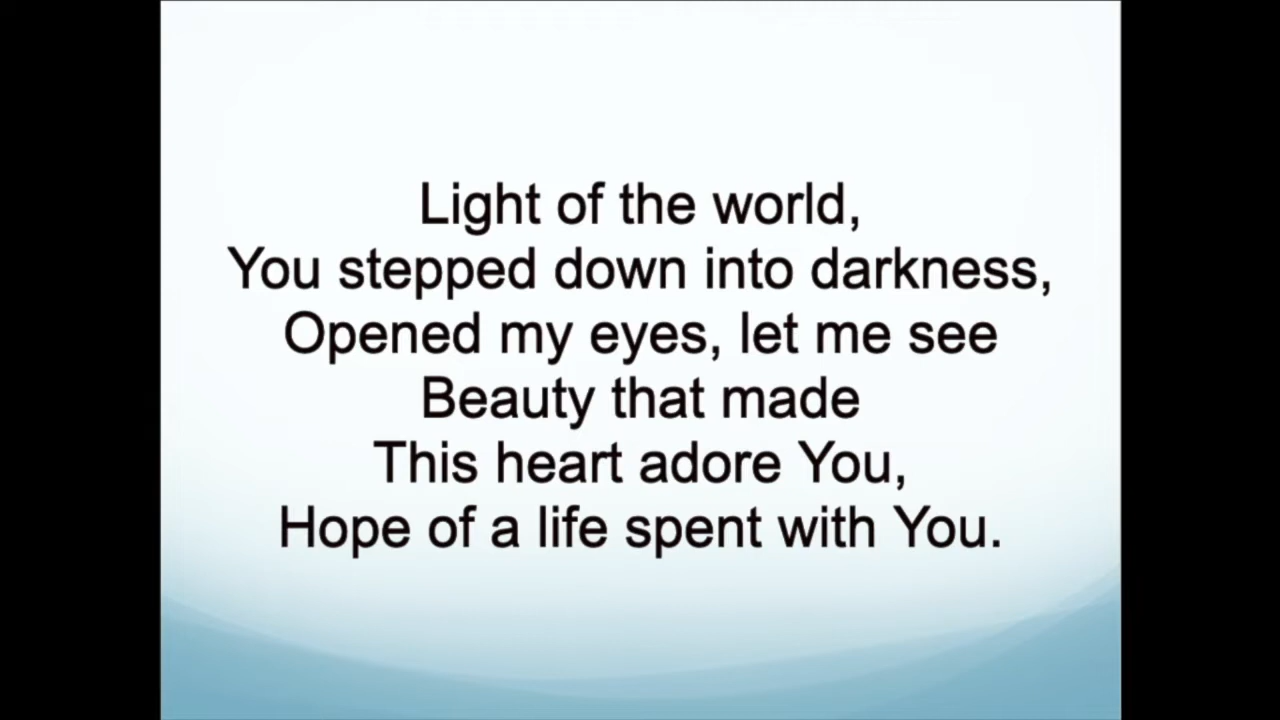 Light of the world,
You stepped down into darkness,
Opened my eyes, let me see
Beauty that made
This heart adore You,
Hope of a life spent with You.